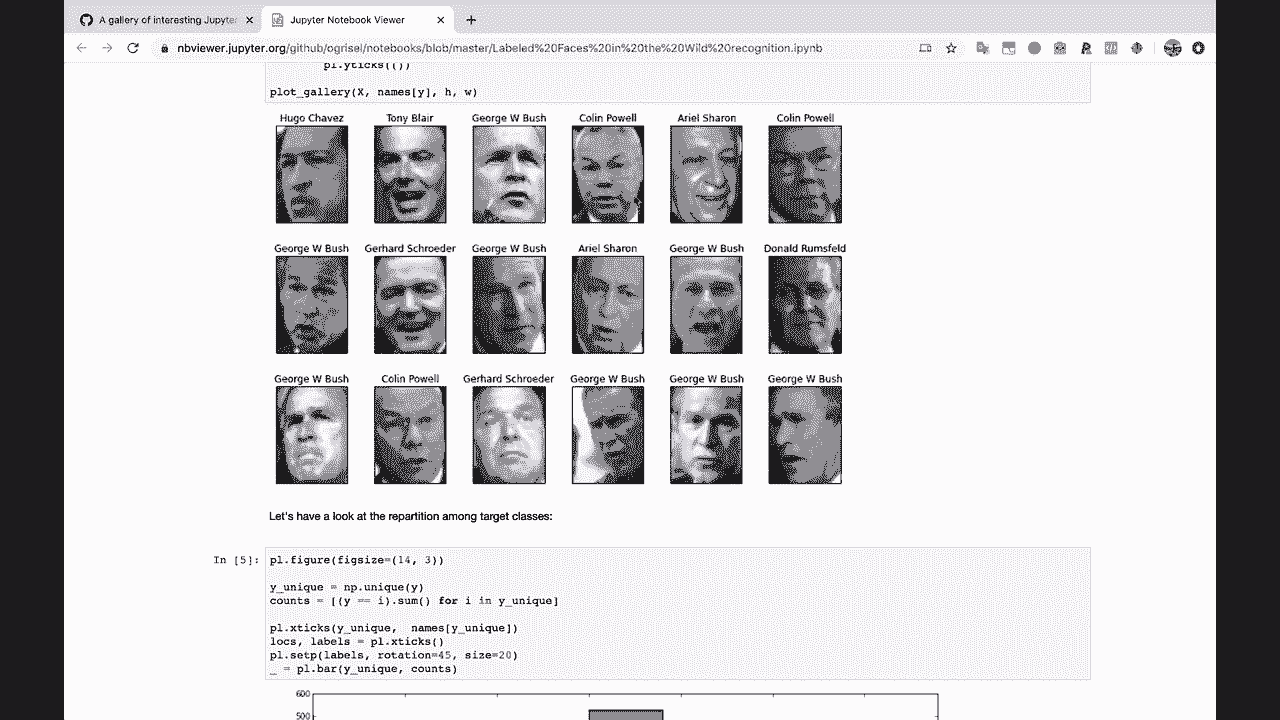 A gallery of interesting Jupyter
Jupyter Notebook Viewer
nbviewer.jupyter.org/github/ogrisel/notebooks/blob/master/Labeled%20Faces%20in%20the%20Wild%20recognition.ipynb
pl.yticks(())
plot_gallery(X, names[y], h, w)
Hugo Chavez Tony Blair George W Bush Colin Powell Ariel Sharon Colin Powell
George W Bush Gerhard Schroeder George W Bush Ariel Sharon George W Bush Donald Rumsfeld
George W Bush Colin Powell Gerhard Schroeder George W Bush George W Bush George W Bush
Let's have a look at the repartition among target classes:
In [5]: pl.figure(figsize=(14, 3))
y_unique = np.unique(y)
counts = [(y == i).sum() for i in y_unique]
pl.xticks(y_unique,  names[y_unique])
locs, labels = pl.xticks()
pl.setp(labels, rotation=45, size=20)
_ = pl.bar(y_unique, counts)
600
500